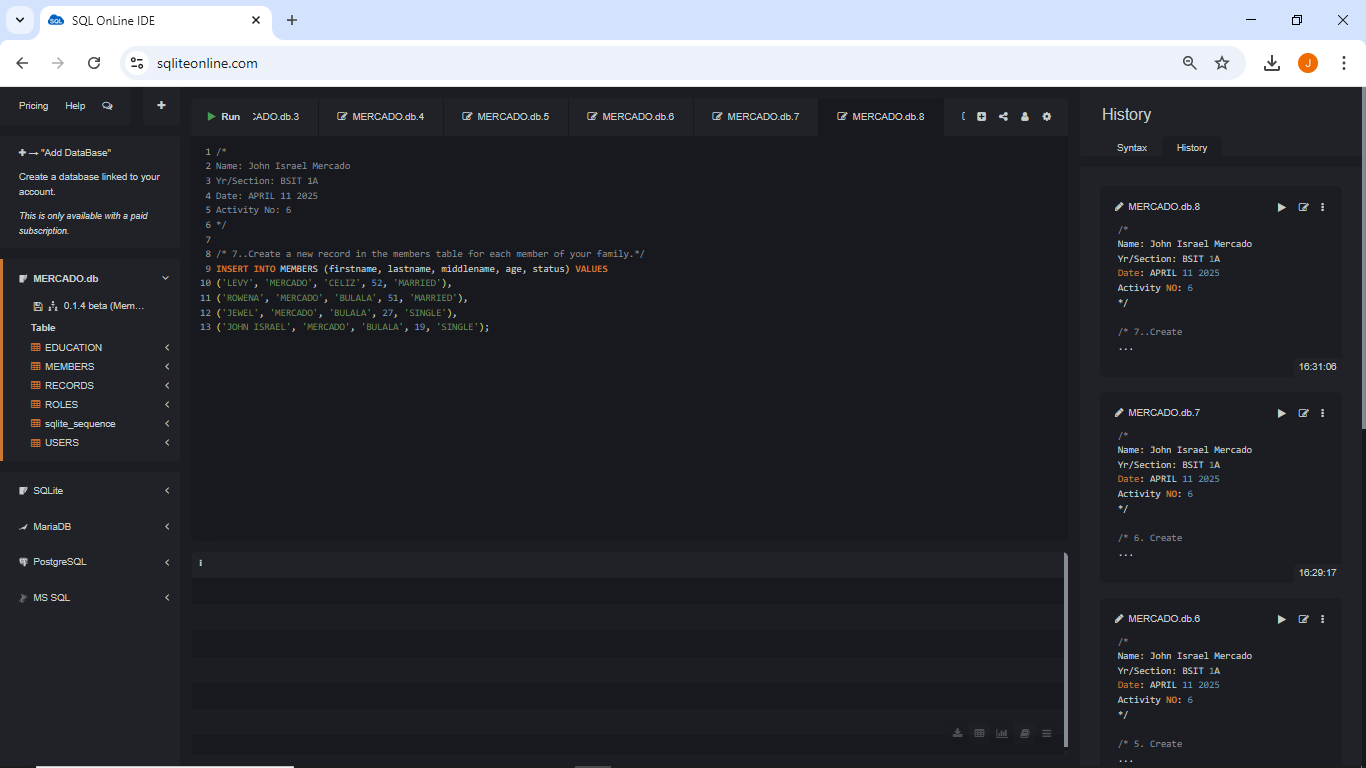 SQL OnLine IDE
sqliteonline.com
J
Pricing Help
"Add DataBase"
Create a database linked to your
account.
This is only available with a paid
subscription.
MERCADO.db
0.1.4 beta (Mem...
Table
EDUCATION
MEMBERS
RECORDS
ROLES
sqlite_sequence
USERS
SQLite
MariaDB
PostgreSQL
MS SQL
Run CADO.db.3 MERCADO.db.4 MERCADO.db.5 MERCADO.db.6 MERCADO.db.7 MERCADO.db.8
1 /*
2 Name: John Israel Mercado
3 Yr/Section: BSIT 1A
4 Date: APRIL 11 2025
5 Activity No: 6
6 */
7
8 /* 7..Create a new record in the members table for each member of your family.*/
9 INSERT INTO MEMBERS (firstname, lastname, middlename, age, status) VALUES
10 ('LEVY', 'MERCADO', 'CELIZ', 52, 'MARRIED'),
11 ('ROWENA', 'MERCADO', 'BULALA', 51, 'MARRIED'),
12 ('JEWEL', 'MERCADO', 'BULALA', 27, 'SINGLE'),
13 ('JOHN ISRAEL', 'MERCADO', 'BULALA', 19, 'SINGLE');
i
History
Syntax History
MERCADO.db.8
/*
Name: John Israel Mercado
Yr/Section: BSIT 1A
Date: APRIL 11 2025
Activity NO: 6
*/
/* 7..Create
...
16:31:06
MERCADO.db.7
/*
Name: John Israel Mercado
Yr/Section: BSIT 1A
Date: APRIL 11 2025
Activity NO: 6
*/
/* 6. Create
...
16:29:17
MERCADO.db.6
/*
Name: John Israel Mercado
Yr/Section: BSIT 1A
Date: APRIL 11 2025
Activity NO: 6
*/
/* 5. Create
...